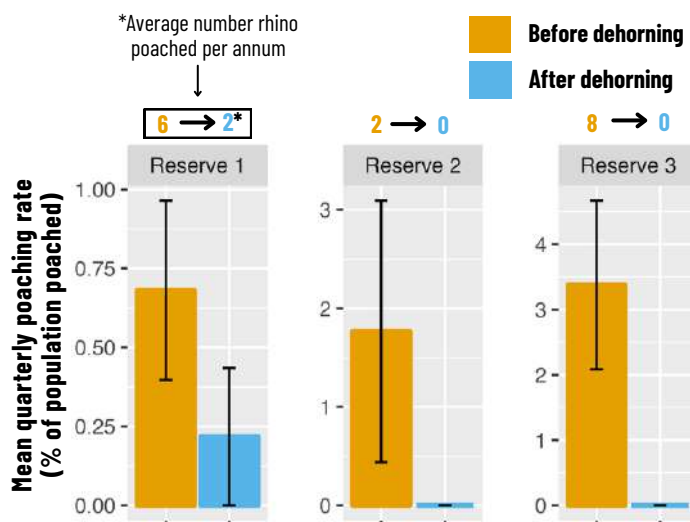 *Average number rhino
poached per annum
Before dehorning
After dehorning
6 → 2*
2 → 0
8 → 0
Reserve 1
Reserve 2
Reserve 3
Mean quarterly poaching rate
(% of population poached)
1.00
0.75
0.50
0.25
0.00
3
2
1
0
4
3
2
1
0